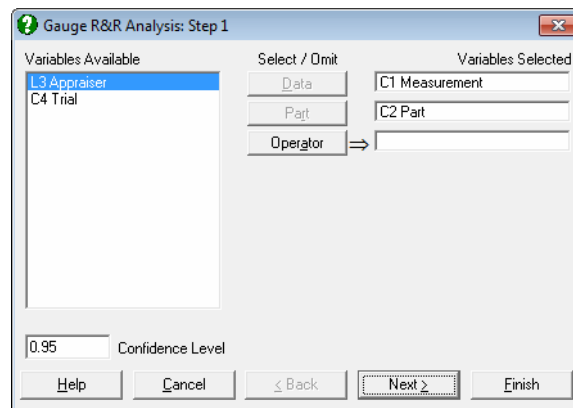 Gauge R&R Analysis: Step 1
Variables Available
Select / Omit
Variables Selected
L3 Appraiser
C4 Trial
Data
C1 Measurement
Part
C2 Part
Operator
0.95
Confidence Level
Help
Cancel
< Back
Next >
Finish